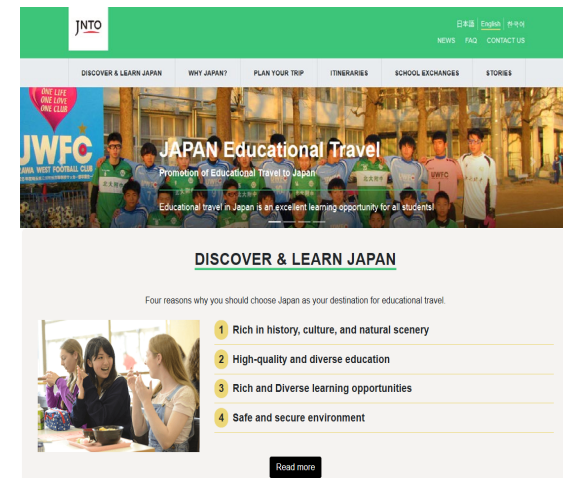 JNTO
日本語 English 한국어
NEWS FAQ CONTACT US
DISCOVER & LEARN JAPAN WHY JAPAN? PLAN YOUR TRIP ITINERARIES SCHOOL EXCHANGES STORIES
ONE LIFE
ONE LOVE
ONE CLUB
JWFC
AWA WEST FOOTBALL CLUB
JAPAN Educational Travel
Promotion of Educational Travel to Japan
Educational travel in Japan is an excellent learning opportunity for all students!
UWFC
DISCOVER & LEARN JAPAN
Four reasons why you should choose Japan as your destination for educational travel.
1 Rich in history, culture, and natural scenery
2 High-quality and diverse education
3 Rich and Diverse learning opportunities
4 Safe and secure environment
Read more